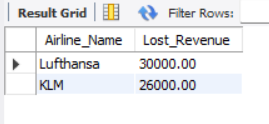 Result Grid Filter Rows:
Airline_Name Lost_Revenue
Lufthansa 30000.00
KLM 26000.00